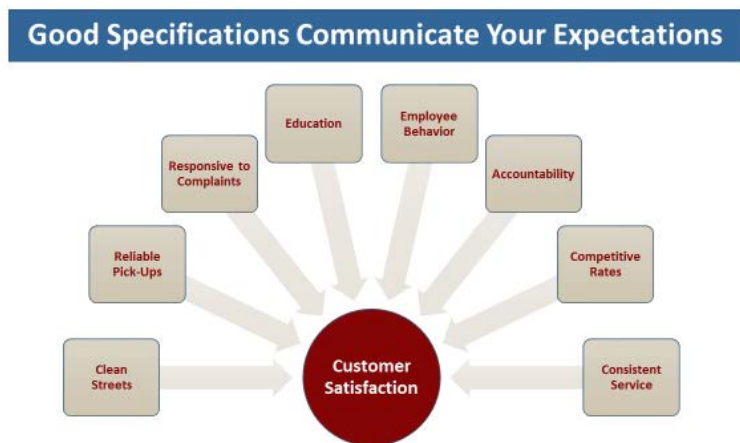 Good Specifications Communicate Your Expectations
Education
Employee
Behavior
Responsive to
Complaints
Accountability
Reliable
Pick-Ups
Competitive
Rates
Clean
Streets
Customer
Satisfaction
Consistent
Service